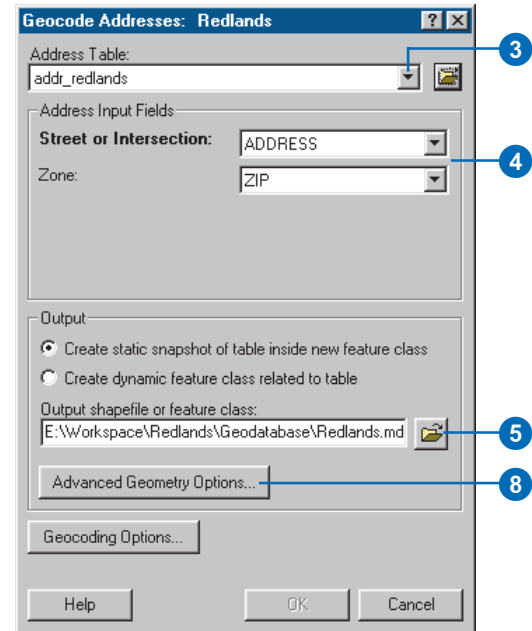 Geocode Addresses: Redlands
Address Table:
addr_redlands
3
Address Input Fields
Street or Intersection: ADDRESS
4
Zone: ZIP
Output
Create static snapshot of table inside new feature class
Create dynamic feature class related to table
Output shapefile or feature class:
E:\Workspace\Redlands\Geodatabase\Redlands.md
5
Advanced Geometry Options...
8
Geocoding Options...
Help OK Cancel